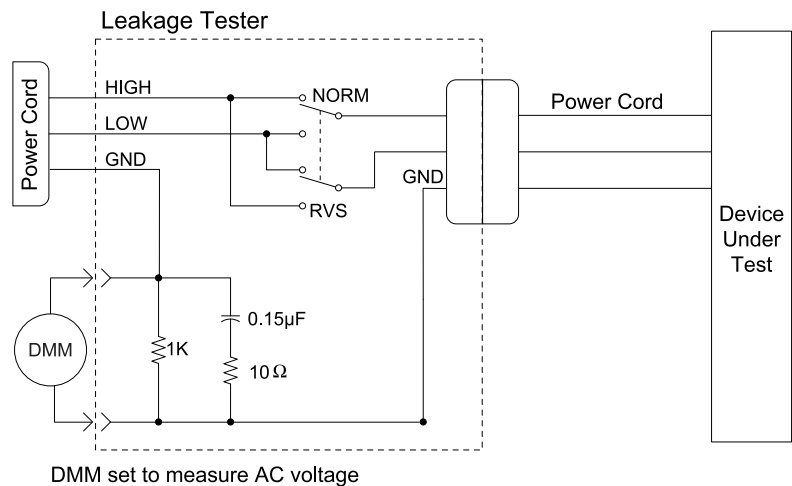 Leakage Tester
Power Cord
HIGH
LOW
GND
NORM
RVS
GND
Power Cord
Device
Under
Test
DMM
1K
0.15µF
10Ω
DMM set to measure AC voltage